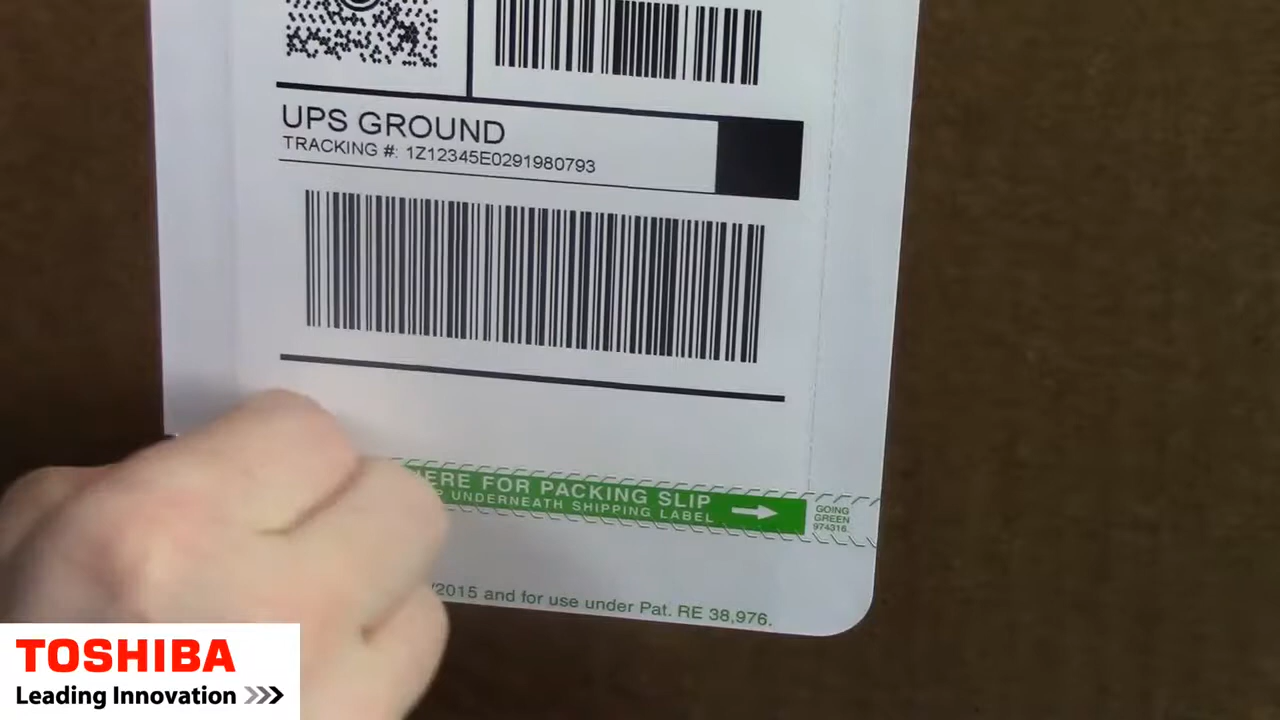 UPS GROUND
TRACKING #: 1Z12345E0291980793
HERE FOR PACKING SLIP
UNDERNEATH SHIPPING LABEL
GOING
GREEN
974316.
/2015 and for use under Pat. RE 38,976.
TOSHIBA
Leading Innovation